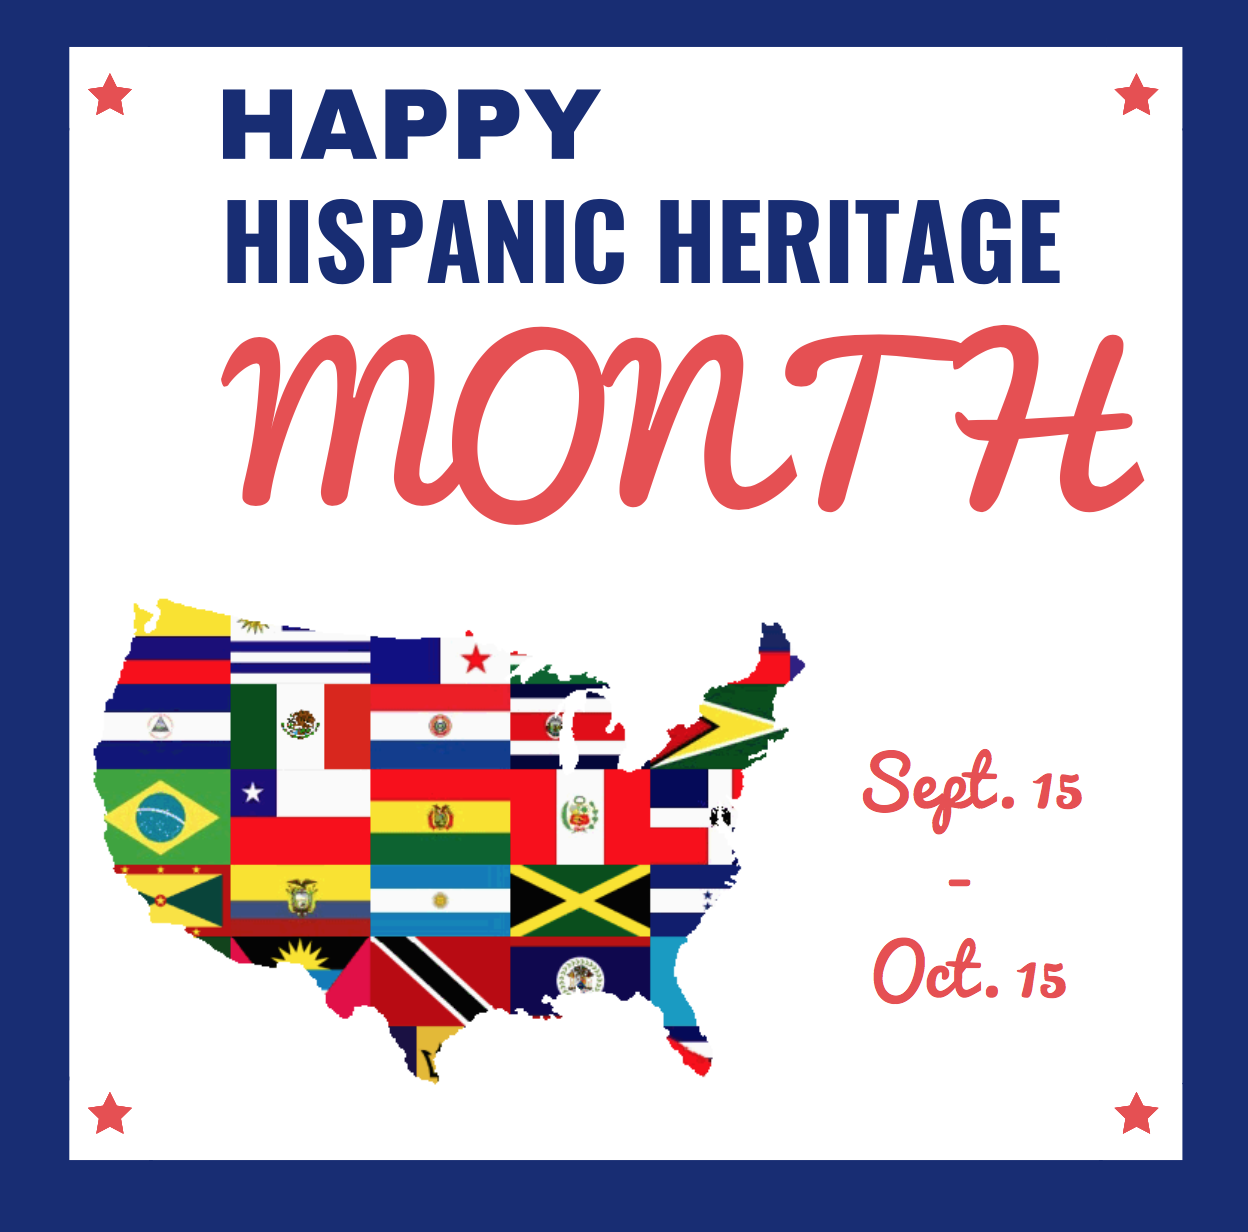 HAPPY
HISPANIC HERITAGE
MONTH
Sept. 15
-
Oct. 15